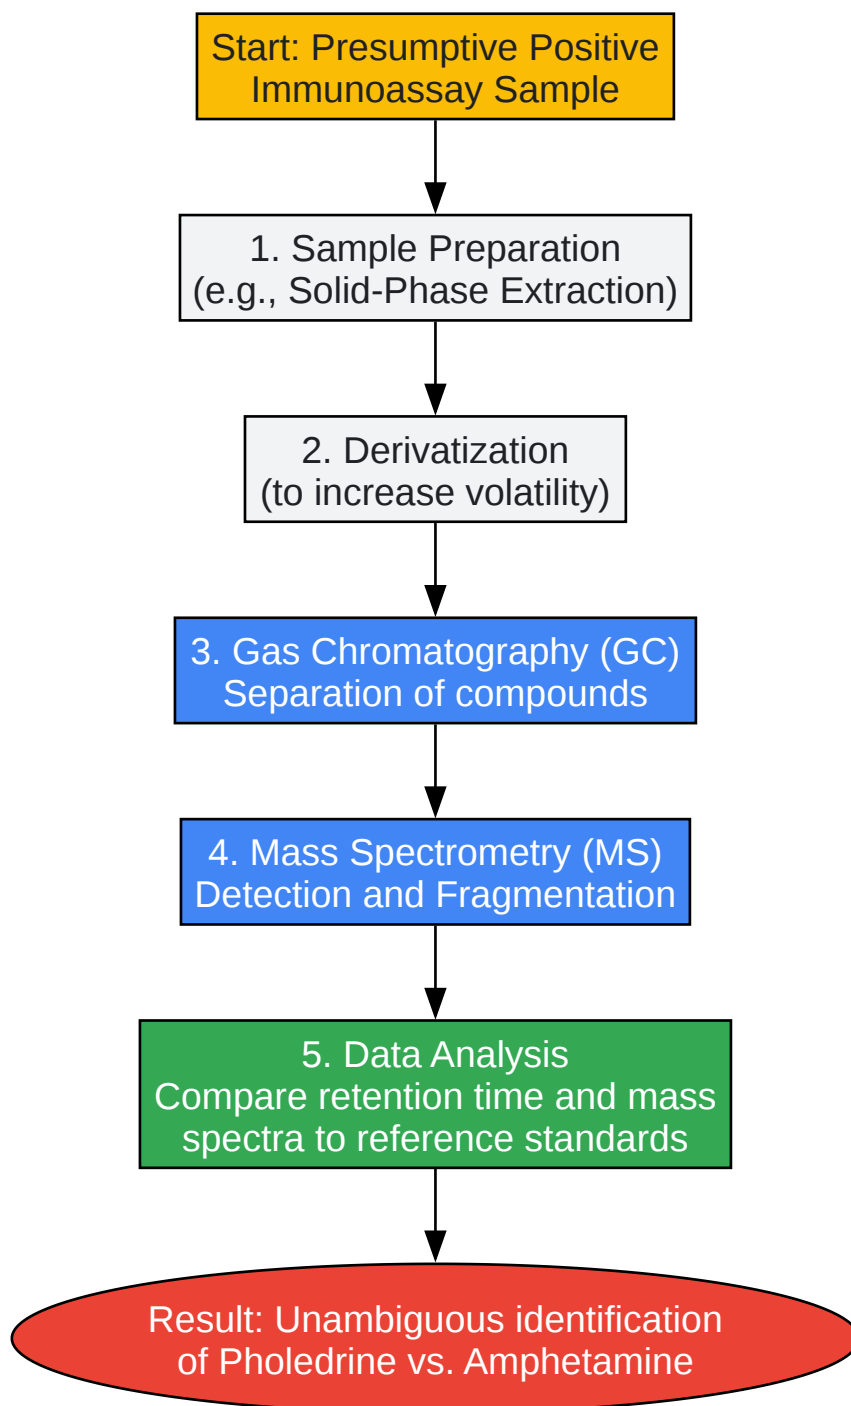 Start: Presumptive Positive
Immunoassay Sample
1. Sample Preparation
(e.g., Solid-Phase Extraction)
2. Derivatization
(to increase volatility)
3. Gas Chromatography (GC)
Separation of compounds
4. Mass Spectrometry (MS)
Detection and Fragmentation
5. Data Analysis
Compare retention time and mass
spectra to reference standards
Result: Unambiguous identification
of Pholedrine vs. Amphetamine